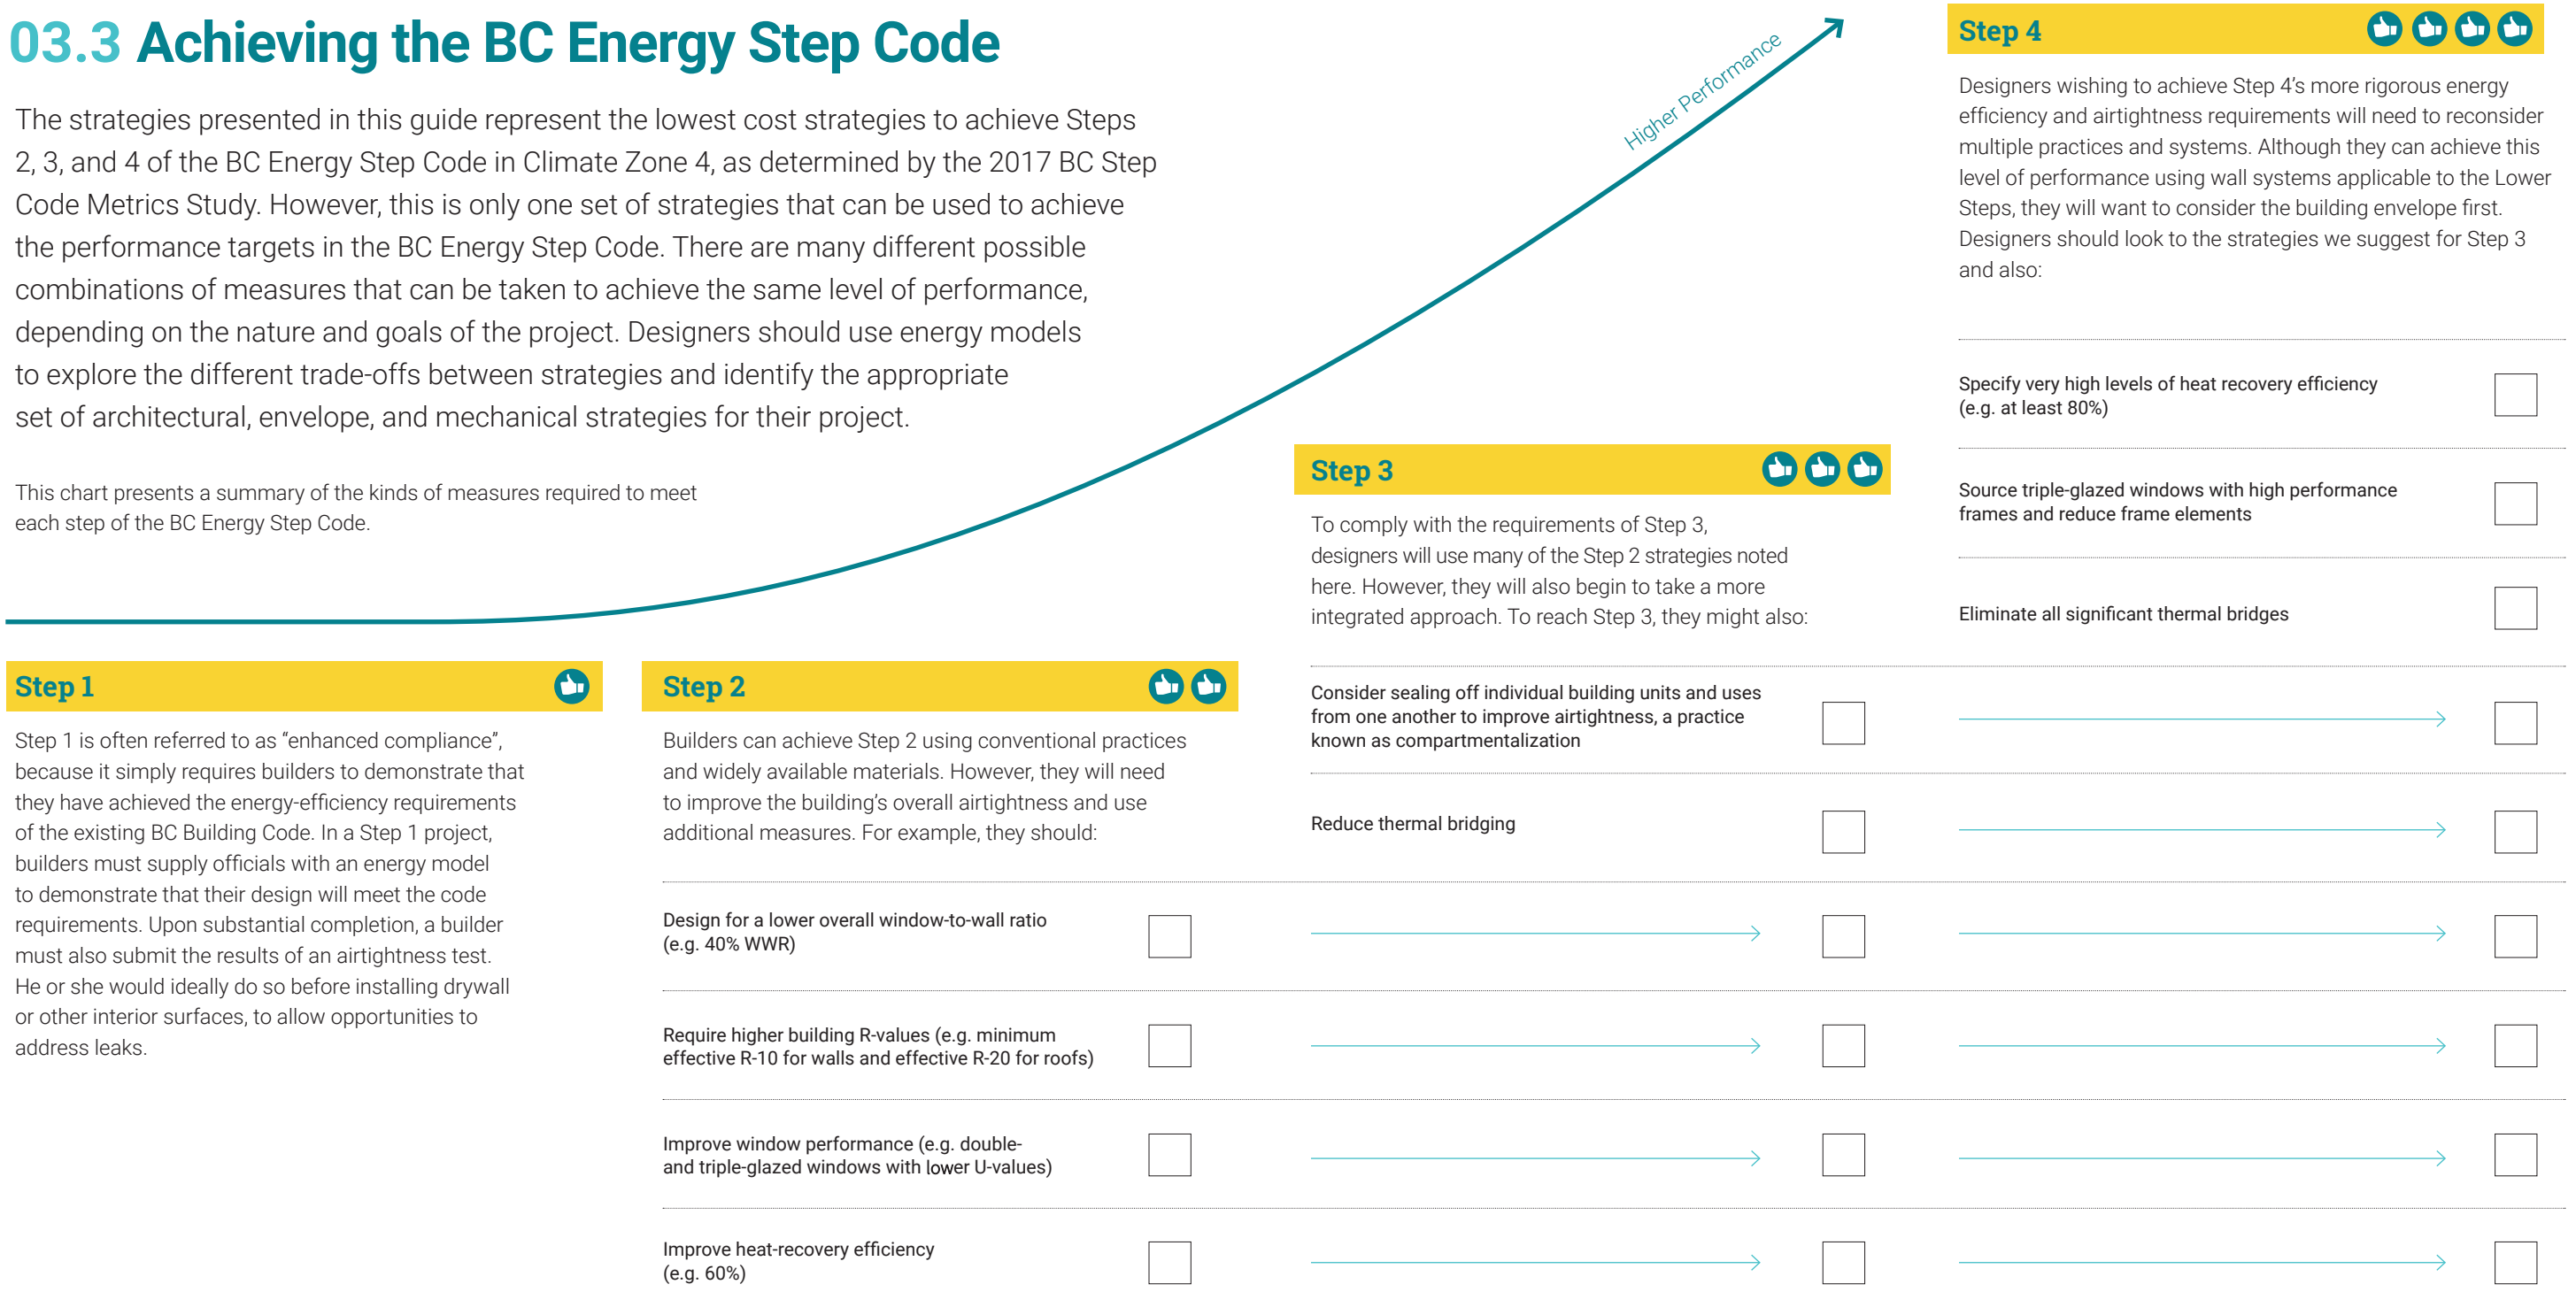 03.3 Achieving the BC Energy Step Code
The strategies presented in this guide represent the lowest cost strategies to achieve Steps
2, 3, and 4 of the BC Energy Step Code in Climate Zone 4, as determined by the 2017 BC Step
Code Metrics Study. However, this is only one set of strategies that can be used to achieve
the performance targets in the BC Energy Step Code. There are many different possible
combinations of measures that can be taken to achieve the same level of performance,
depending on the nature and goals of the project. Designers should use energy models
to explore the different trade-offs between strategies and identify the appropriate
set of architectural, envelope, and mechanical strategies for their project.
This chart presents a summary of the kinds of measures required to meet
each step of the BC Energy Step Code.
Higher Performance
Step 1
Step 1 is often referred to as “enhanced compliance”,
because it simply requires builders to demonstrate that
they have achieved the energy-efficiency requirements
of the existing BC Building Code. In a Step 1 project,
builders must supply officials with an energy model
to demonstrate that their design will meet the code
requirements. Upon substantial completion, a builder
must also submit the results of an airtightness test.
He or she would ideally do so before installing drywall
or other interior surfaces, to allow opportunities to
address leaks.
Step 2
Builders can achieve Step 2 using conventional practices
and widely available materials. However, they will need
to improve the building’s overall airtightness and use
additional measures. For example, they should:
Design for a lower overall window-to-wall ratio
(e.g. 40% WWR)
Require higher building R-values (e.g. minimum
effective R-10 for walls and effective R-20 for roofs)
Improve window performance (e.g. double-
and triple-glazed windows with lower U-values)
Improve heat-recovery efficiency
(e.g. 60%)
Step 3
To comply with the requirements of Step 3,
designers will use many of the Step 2 strategies noted
here. However, they will also begin to take a more
integrated approach. To reach Step 3, they might also:
Consider sealing off individual building units and uses
from one another to improve airtightness, a practice
known as compartmentalization
Reduce thermal bridging
Step 4
Designers wishing to achieve Step 4’s more rigorous energy
efficiency and airtightness requirements will need to reconsider
multiple practices and systems. Although they can achieve this
level of performance using wall systems applicable to the Lower
Steps, they will want to consider the building envelope first.
Designers should look to the strategies we suggest for Step 3
and also:
Specify very high levels of heat recovery efficiency
(e.g. at least 80%)
Source triple-glazed windows with high performance
frames and reduce frame elements
Eliminate all significant thermal bridges